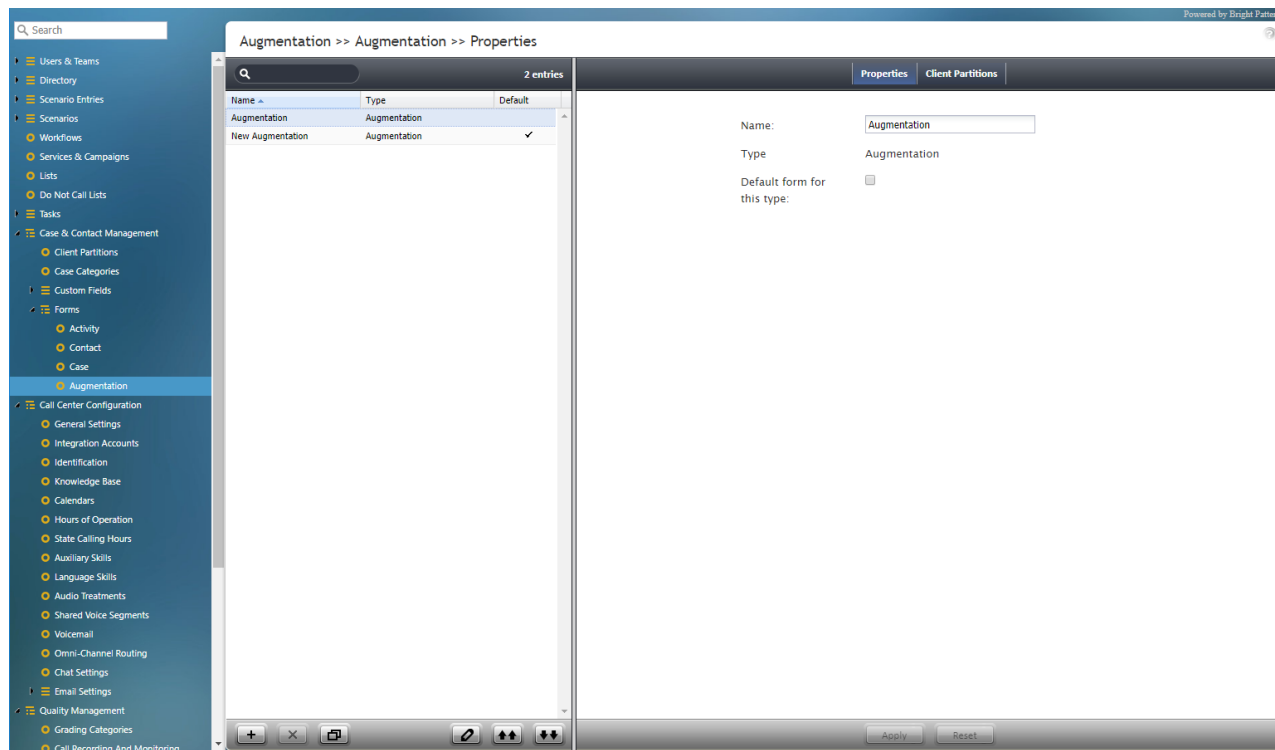 Powered by Bright Patte
Search
Augmentation >> Augmentation >> Properties
Users & Teams
Directory
Scenario Entries
Scenarios
Workflows
Services & Campaigns
Lists
Do Not Call Lists
Tasks
Case & Contact Management
Client Partitions
Case Categories
Custom Fields
Forms
Activity
Contact
Case
Augmentation
Call Center Configuration
General Settings
Integration Accounts
Identification
Knowledge Base
Calendars
Hours of Operation
State Calling Hours
Auxiliary Skills
Language Skills
Audio Treatments
Shared Voice Segments
Voicemail
Omni-Channel Routing
Chat Settings
Email Settings
Quality Management
Grading Categories
Call Recording And Monitoring
2 entries
Name Type Default
Augmentation Augmentation
New Augmentation Augmentation ✓
Properties Client Partitions
Name: Augmentation
Type Augmentation
Default form for
this type:
Apply Reset